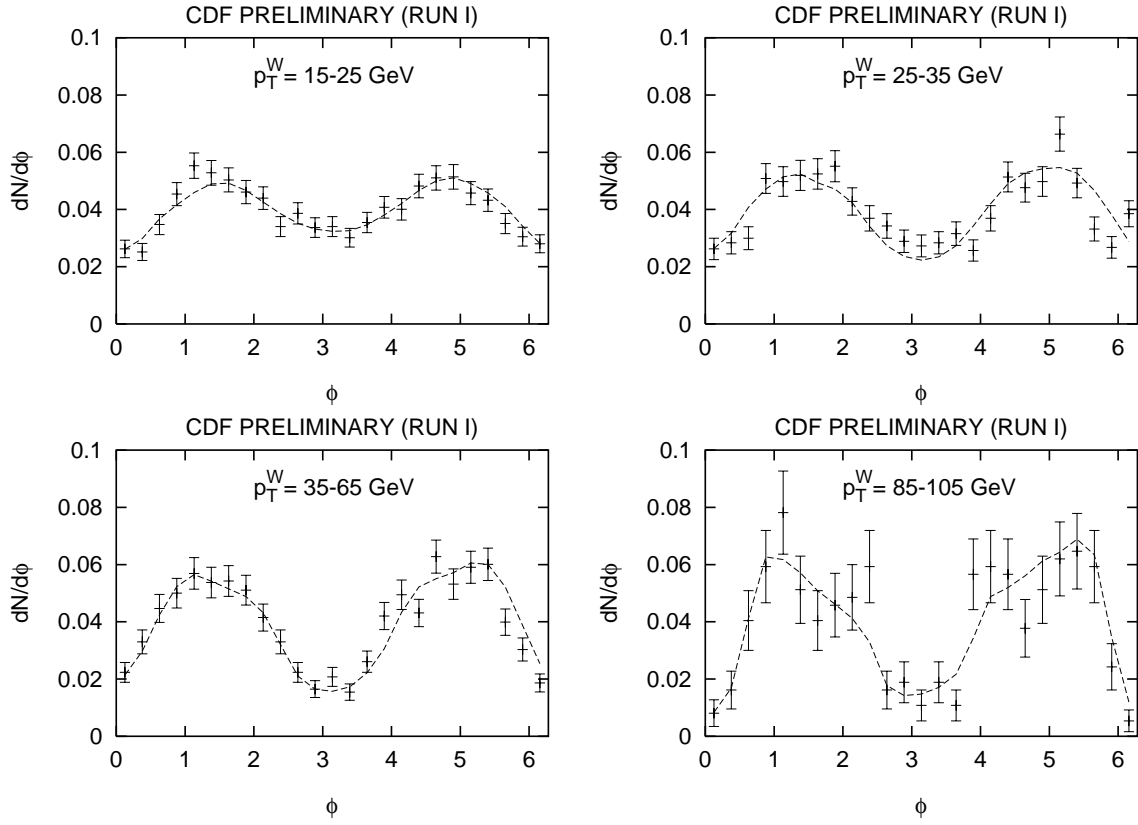 CDF PRELIMINARY (RUN I)
p_T^W = 15-25 GeV
dN/dϕ
0.1
0.08
0.06
0.04
0.02
0
0 1 2 3 4 5 6
ϕ
CDF PRELIMINARY (RUN I)
p_T^W = 25-35 GeV
dN/dϕ
0.1
0.08
0.06
0.04
0.02
0
0 1 2 3 4 5 6
ϕ
CDF PRELIMINARY (RUN I)
p_T^W = 35-65 GeV
dN/dϕ
0.1
0.08
0.06
0.04
0.02
0
0 1 2 3 4 5 6
ϕ
CDF PRELIMINARY (RUN I)
p_T^W = 85-105 GeV
dN/dϕ
0.1
0.08
0.06
0.04
0.02
0
0 1 2 3 4 5 6
ϕ